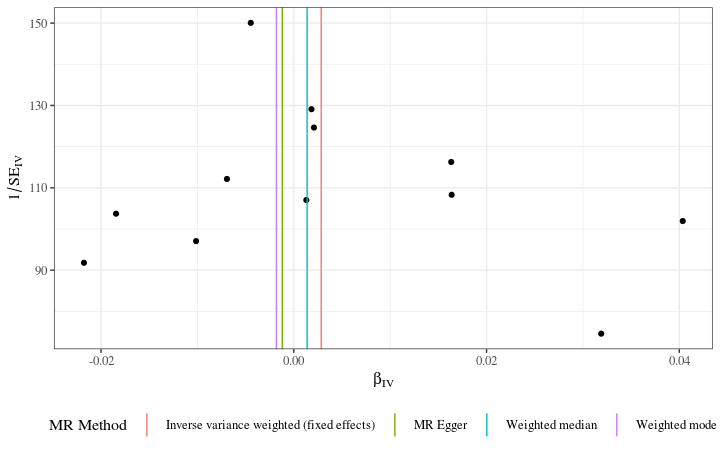 150
130
110
90
1/SE_IV
-0.02 0.00 0.02 0.04
β_IV
MR Method Inverse variance weighted (fixed effects) MR Egger Weighted median Weighted mode